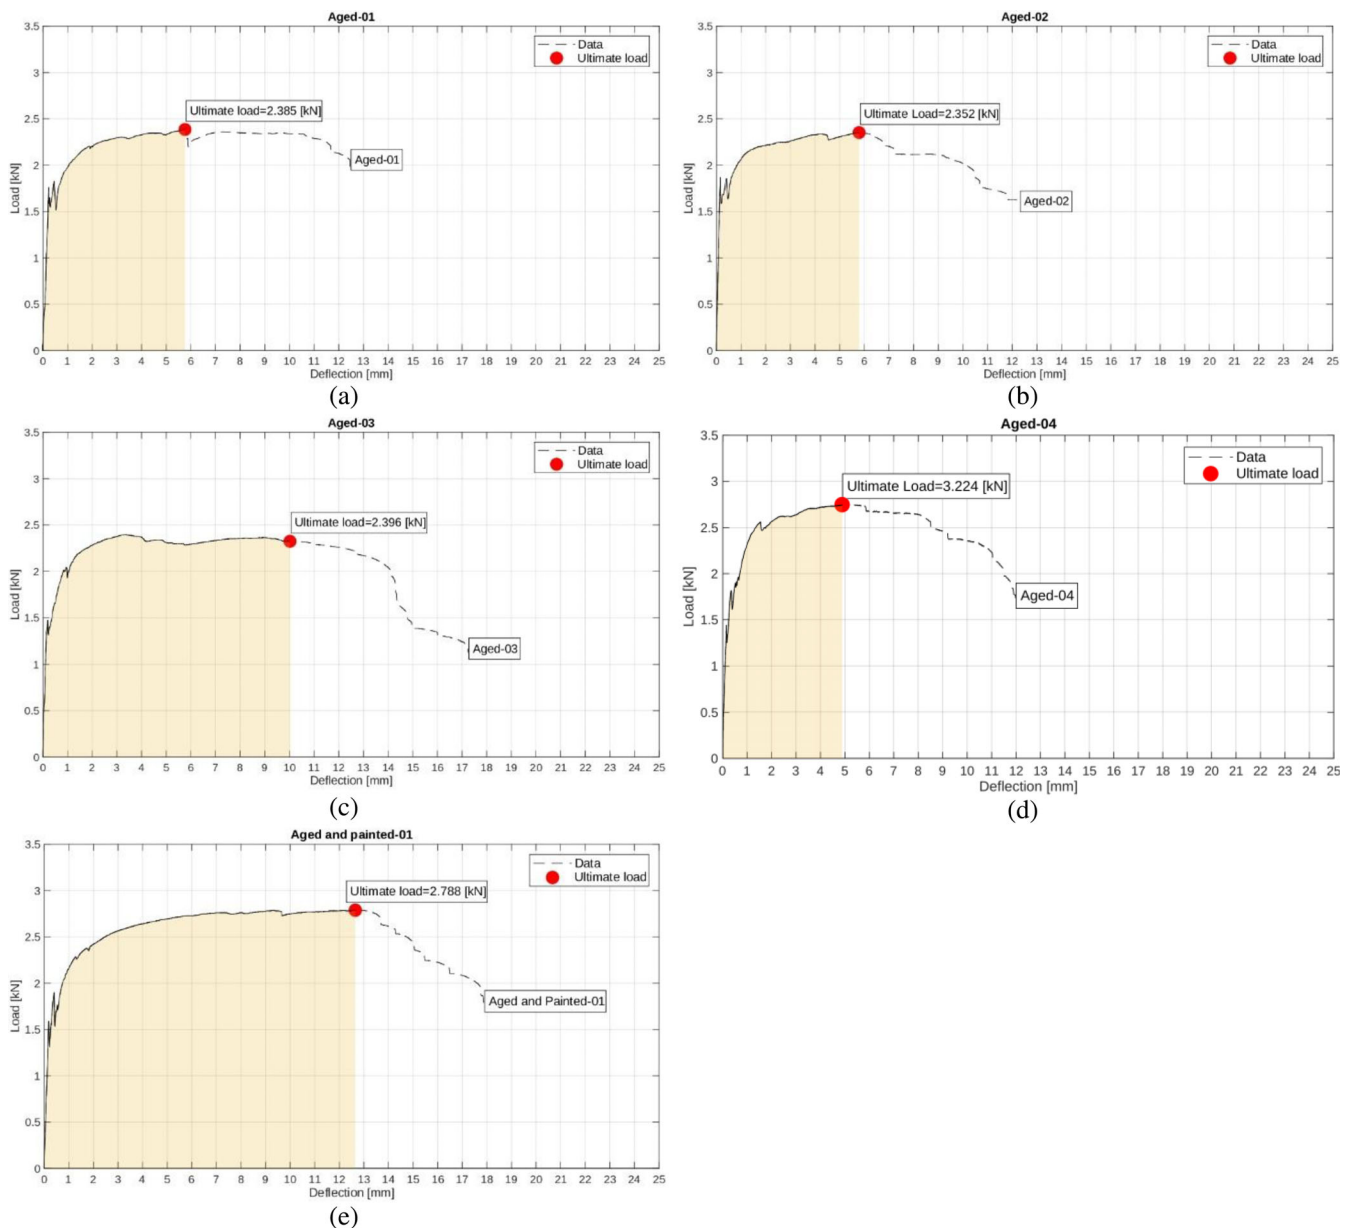 Aged-01
3.5
3
2.5
2
1.5
1
0.5
0
Load [kN]
Data
Ultimate load
Ultimate load=2.385 [kN]
Aged-01
0 1 2 3 4 5 6 7 8 9 10 11 12 13 14 15 16 17 18 19 20 21 22 23 24 25
Deflection [mm]
(a)
Aged-02
3.5
3
2.5
2
1.5
1
0.5
0
Load [kN]
Data
Ultimate load
Ultimate Load=2.352 [kN]
Aged-02
0 1 2 3 4 5 6 7 8 9 10 11 12 13 14 15 16 17 18 19 20 21 22 23 24 25
Deflection [mm]
(b)
Aged-03
3.5
3
2.5
2
1.5
1
0.5
0
Load [kN]
Data
Ultimate load
Ultimate load=2.396 [kN]
Aged-03
0 1 2 3 4 5 6 7 8 9 10 11 12 13 14 15 16 17 18 19 20 21 22 23 24 25
Deflection [mm]
(c)
Aged-04
3.5
3
2.5
2
1.5
1
0.5
0
Load [kN]
Data
Ultimate load
Ultimate Load=3.224 [kN]
Aged-04
0 1 2 3 4 5 6 7 8 9 10 11 12 13 14 15 16 17 18 19 20 21 22 23 24 25
Deflection [mm]
(d)
Aged and painted-01
3.5
3
2.5
2
1.5
1
0.5
0
Load [kN]
Data
Ultimate load
Ultimate load=2.788 [kN]
Aged and Painted-01
0 1 2 3 4 5 6 7 8 9 10 11 12 13 14 15 16 17 18 19 20 21 22 23 24 25
Deflection [mm]
(e)